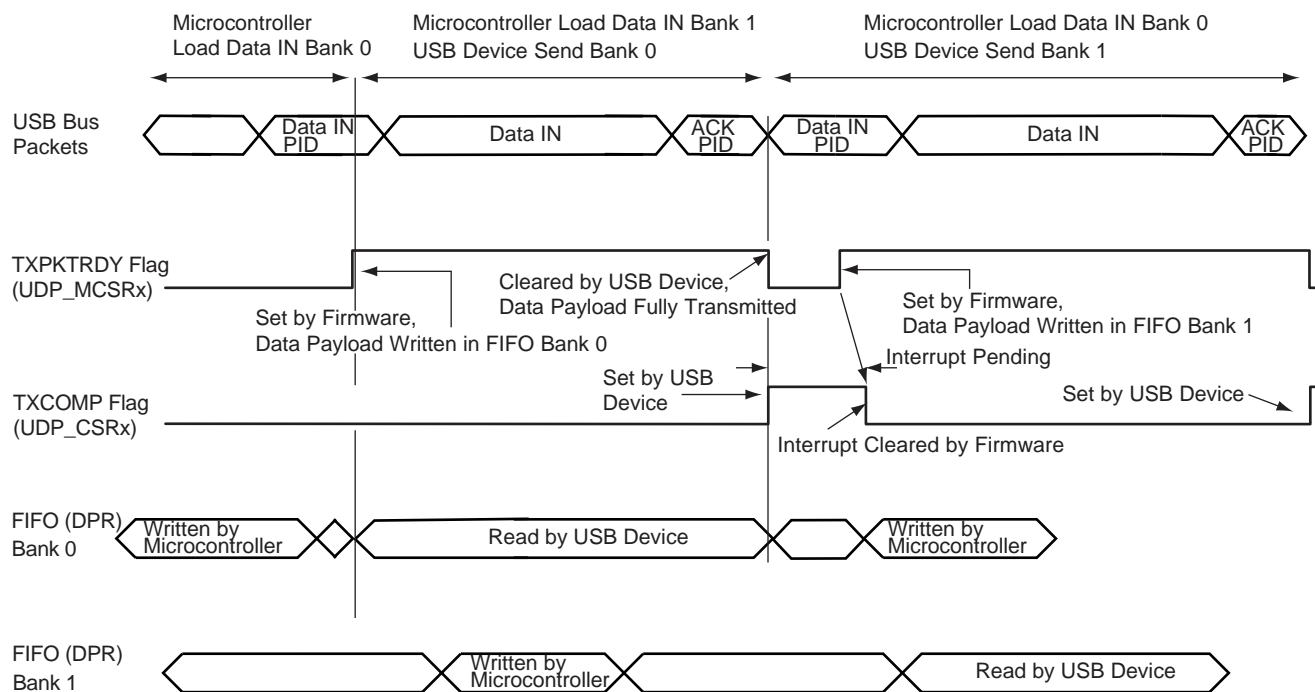 Microcontroller
Load Data IN Bank 0
Microcontroller Load Data IN Bank 1
USB Device Send Bank 0
Microcontroller Load Data IN Bank 0
USB Device Send Bank 1
USB Bus
Packets
Data IN
PID
Data IN
ACK
PID
Data IN
PID
Data IN
ACK
PID
TXPKTRDY Flag
(UDP_MCSRx)
Set by Firmware,
Data Payload Written in FIFO Bank 0
Cleared by USB Device,
Data Payload Fully Transmitted
Set by Firmware,
Data Payload Written in FIFO Bank 1
Interrupt Pending
TXCOMP Flag
(UDP_CSRx)
Set by USB
Device
Set by USB Device
Interrupt Cleared by Firmware
FIFO (DPR)
Bank 0
Written by
Microcontroller
Read by USB Device
Written by
Microcontroller
FIFO (DPR)
Bank 1
Written by
Microcontroller
Read by USB Device